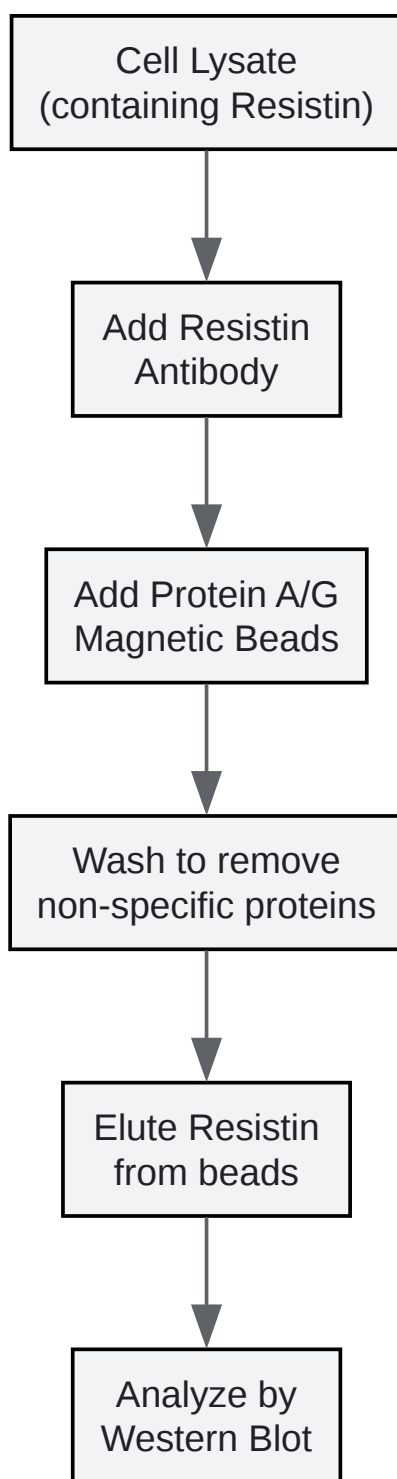 Cell Lysate
(containing Resistin)
Add Resistin
Antibody
Add Protein A/G
Magnetic Beads
Wash to remove
non-specific proteins
Elute Resistin
from beads
Analyze by
Western Blot